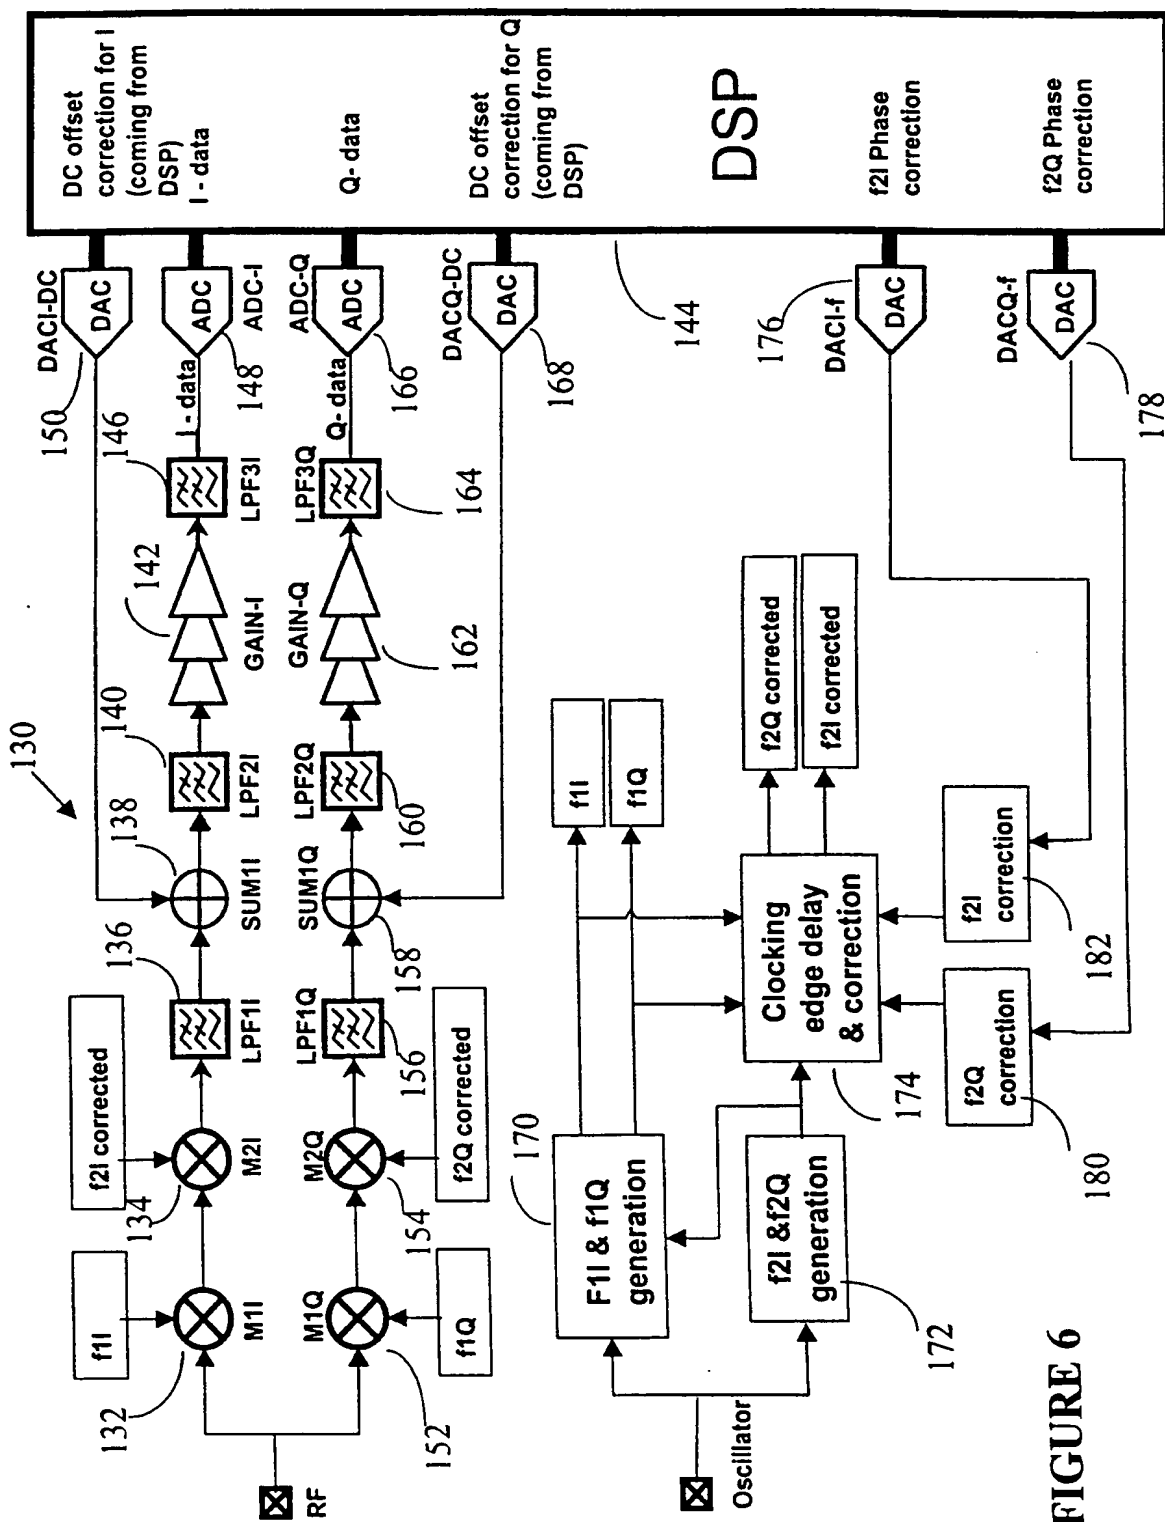 130
DC offset
correction for I
(coming from
DSP)
I - data
Q- data
DC offset
correction for Q
(coming from
DSP)
DSP
f2I Phase
correction
f2Q Phase
correction
144
DACI-DC
DAC
150
ADC
ADC-I
148
I - data
ADC-Q
ADC
166
Q- data
DACQ-DC
DAC
168
176
DACI-f
DAC
DACQ-f
DAC
178
146
LPF3I
142
GAIN-I
140
LPF2I
138
SUM1I
136
LPF1I
f2I corrected
134
M2I
f1I
132
M1I
LPF3Q
164
GAIN-Q
162
LPF2Q
160
SUM1Q
158
LPF1Q
156
M2Q
154
f2Q corrected
M1Q
152
f1Q
RF
f1I
f1Q
f2Q corrected
f2I corrected
170
F1I & f1Q
generation
f2I &f2Q
generation
172
Clocking
edge delay
& correction
174
f2I
correction
182
f2Q
correction
180
Oscillator
FIGURE 6